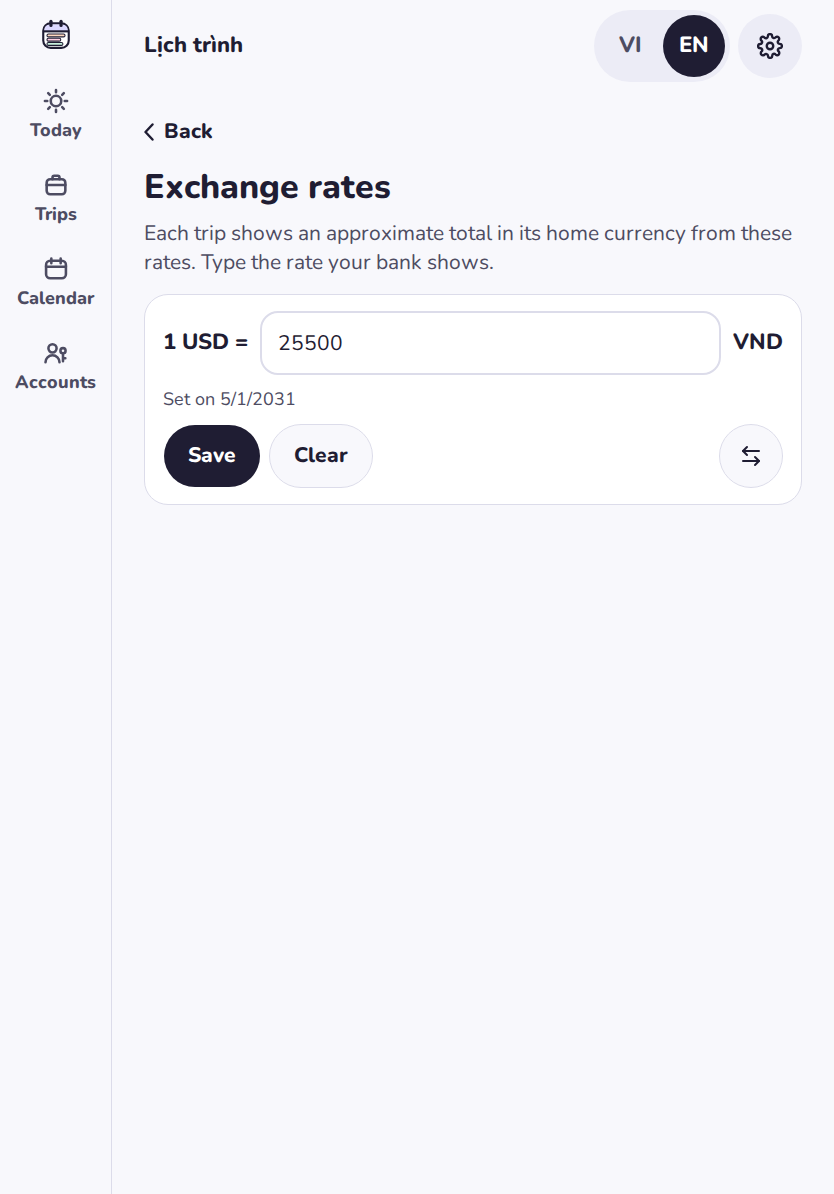 Lịch trình
VI
EN
Today
Trips
Calendar
Accounts
Back
Exchange rates
Each trip shows an approximate total in its home currency from these
rates. Type the rate your bank shows.
1 USD = 25500 VND
Set on 5/1/2031
Save
Clear